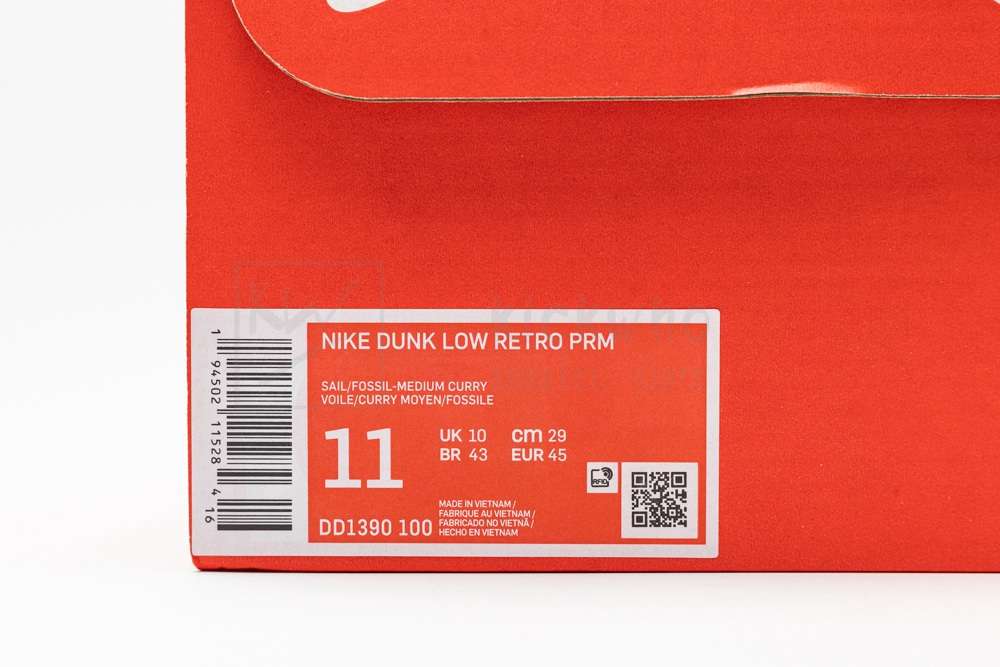 NIKE DUNK LOW RETRO PRM
SAIL/FOSSIL-MEDIUM CURRY
VOILE/CURRY MOYEN/FOSSILE
11
UK 10 cm 29
BR 43 EUR 45
DD1390 100
MADE IN VIETNAM /
FABRIQUE AU VIETNAM /
FABRICADO NO VIETNÃ /
HECHO EN VIETNAM
RFID
1 94502 11528 4 16